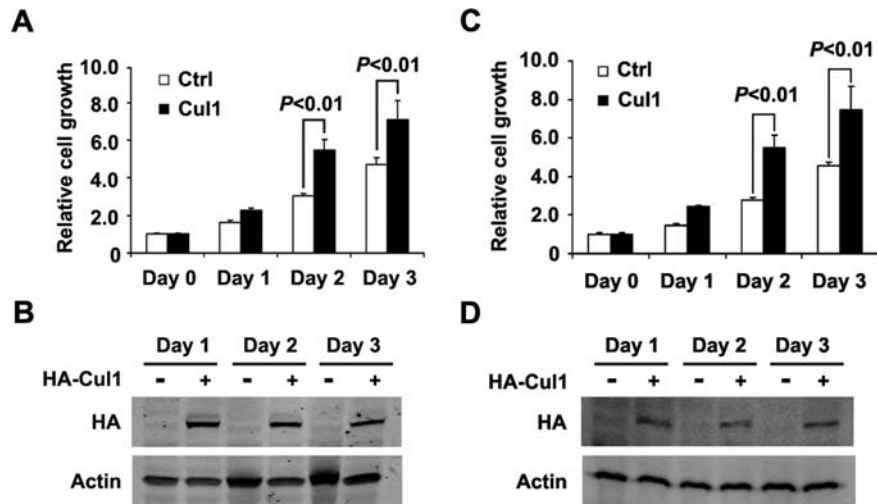 A
Relative cell growth
10.0
8.0
6.0
4.0
2.0
0
Ctrl
Cul1
P<0.01
P<0.01
Day 0 Day 1 Day 2 Day 3
B
Day 1 Day 2 Day 3
HA-Cul1 - + - + - +
HA
Actin
C
Relative cell growth
10.0
8.0
6.0
4.0
2.0
0
Ctrl
Cul1
P<0.01
P<0.01
Day 0 Day 1 Day 2 Day 3
D
Day 1 Day 2 Day 3
HA-Cul1 - + - + - +
HA
Actin